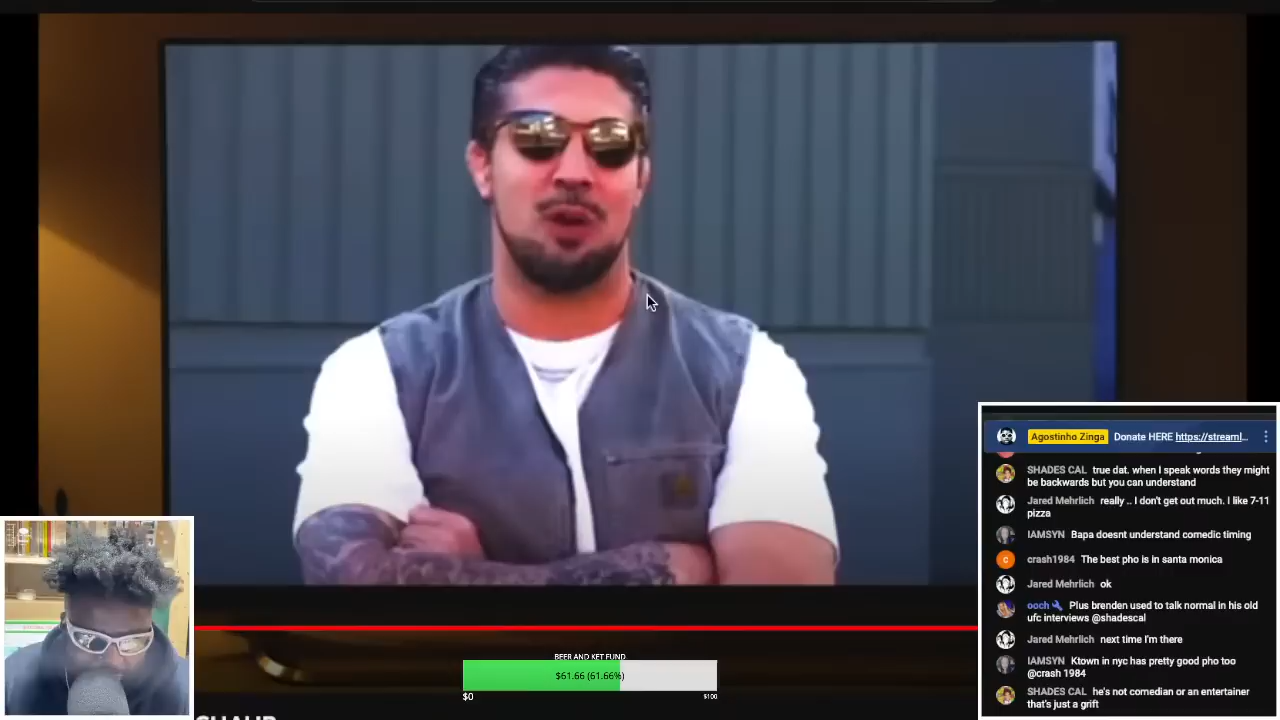 Agostinho Zinga Donate HERE https://streaml...
SHADES CAL true dat. when I speak words they might
be backwards but you can understand
Jared Mehrlich really .. I don't get out much. I like 7-11
pizza
IAMSYN Bapa doesnt understand comedic timing
crash1984 The best pho is in santa monica
Jared Mehrlich ok
ooch Plus brenden used to talk normal in his old
ufc interviews @shadescal
Jared Mehrlich next time I'm there
IAMSYN Ktown in nyc has pretty good pho too
@crash 1984
SHADES CAL he's not comedian or an entertainer
that's just a grift
BEER AND KET FUND
$61.66 (61.66%)
$0
$100